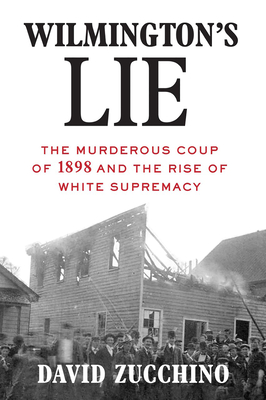 WILMINGTON'S
LIE
THE MURDEROUS COUP
OF 1898 AND THE RISE OF
WHITE SUPREMACY
DAVID ZUCCHINO